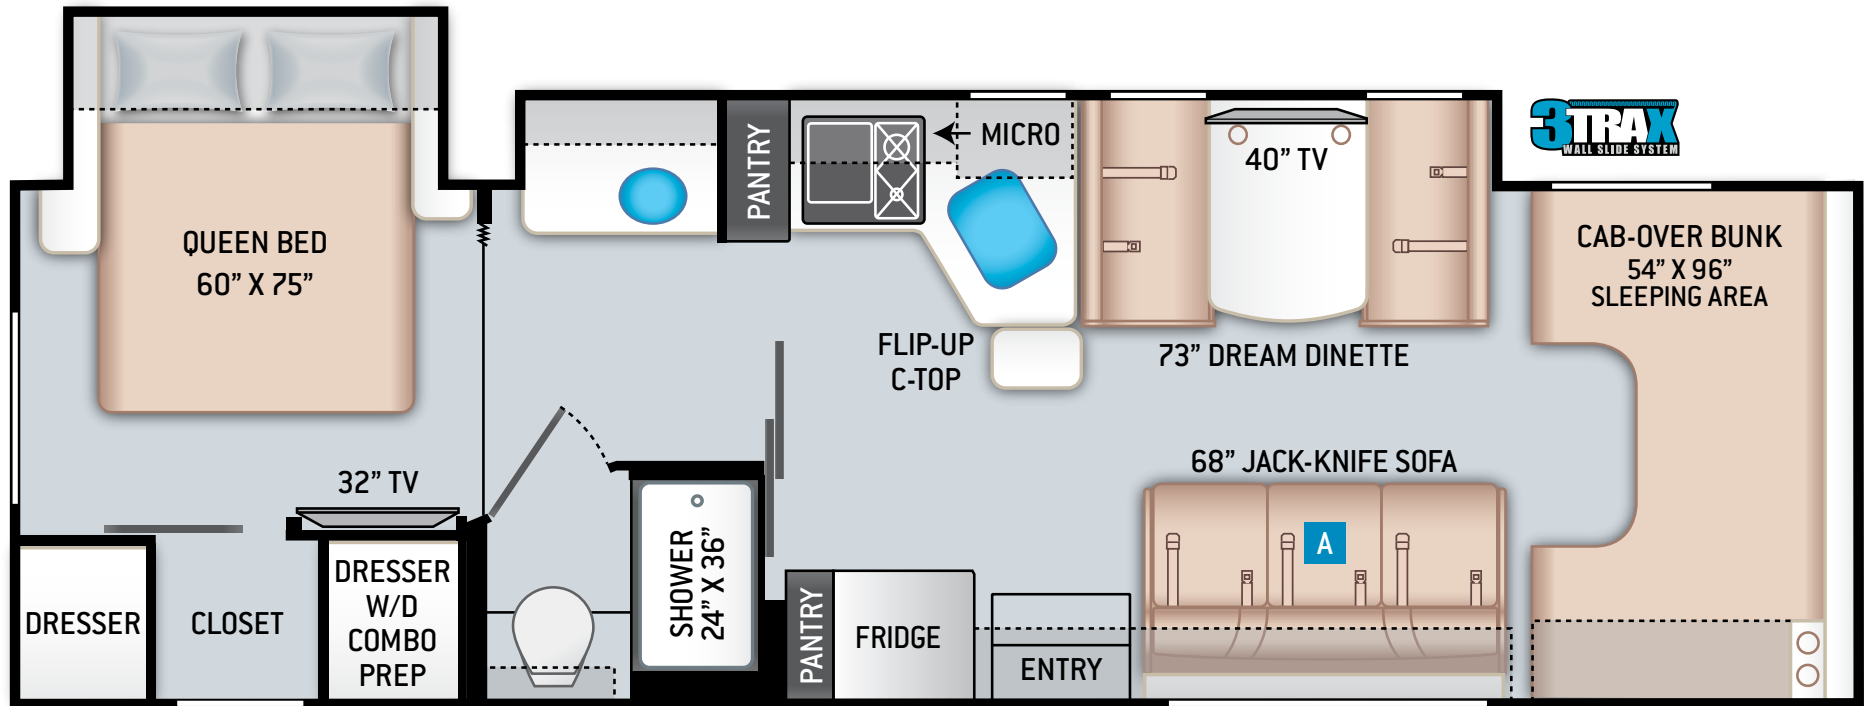 3TRAX
WALL SLIDE SYSTEM
QUEEN BED
60” X 75”
PANTRY
MICRO
40” TV
CAB-OVER BUNK
54” X 96”
SLEEPING AREA
FLIP-UP
C-TOP
73” DREAM DINETTE
32” TV
68” JACK-KNIFE SOFA
A
DRESSER
CLOSET
DRESSER
W/D
COMBO
PREP
SHOWER
24” X 36”
PANTRY
FRIDGE
ENTRY